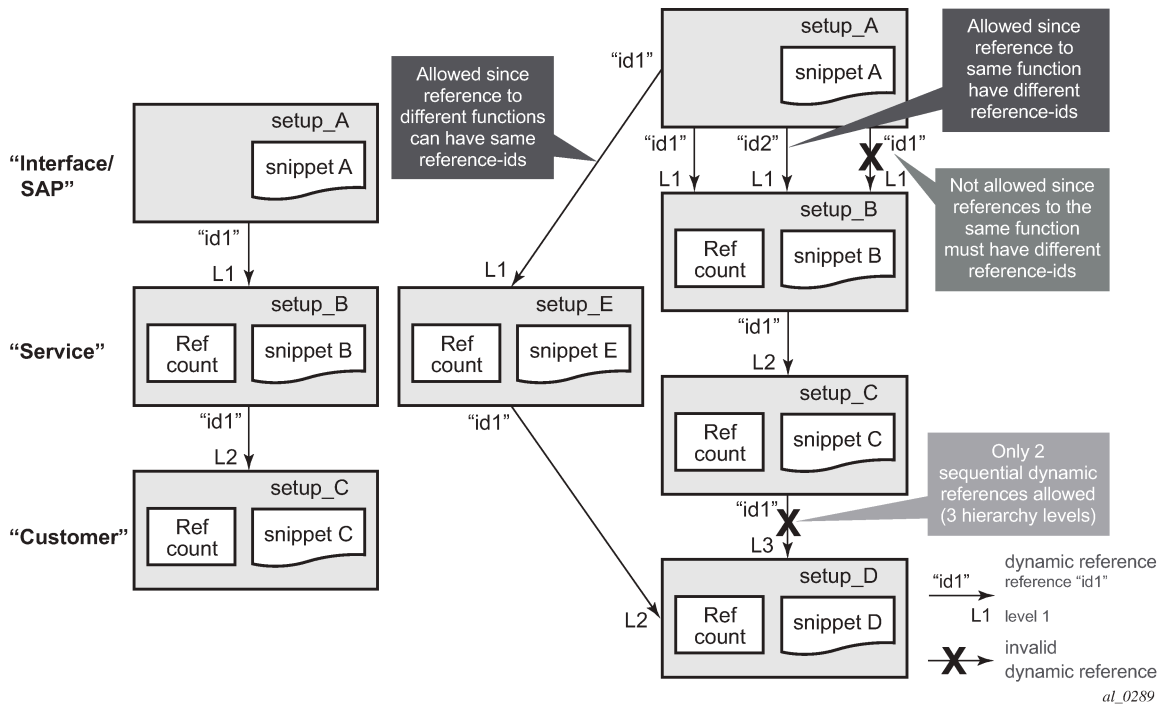 “Interface/
SAP”
setup_A
snippet A
“id1”
L1
“Service”
setup_B
Ref
count
snippet B
“id1”
L2
“Customer”
setup_C
Ref
count
snippet C
Allowed since
reference to
different functions
can have same
reference-ids
“id1”
L1
setup_E
Ref
count
snippet E
“id1”
L2
setup_A
snippet A
Allowed since
reference to
same function
have different
reference-ids
“id1”
“id2”
“id1”
L1
L1
L1
Not allowed since
references to the
same function
must have different
reference-ids
setup_B
Ref
count
snippet B
“id1”
L2
setup_C
Ref
count
snippet C
Only 2
sequential dynamic
references allowed
(3 hierarchy levels)
“id1”
L3
setup_D
Ref
count
snippet D
“id1”
dynamic reference
reference “id1”
L1
level 1
invalid
dynamic reference
al_0289